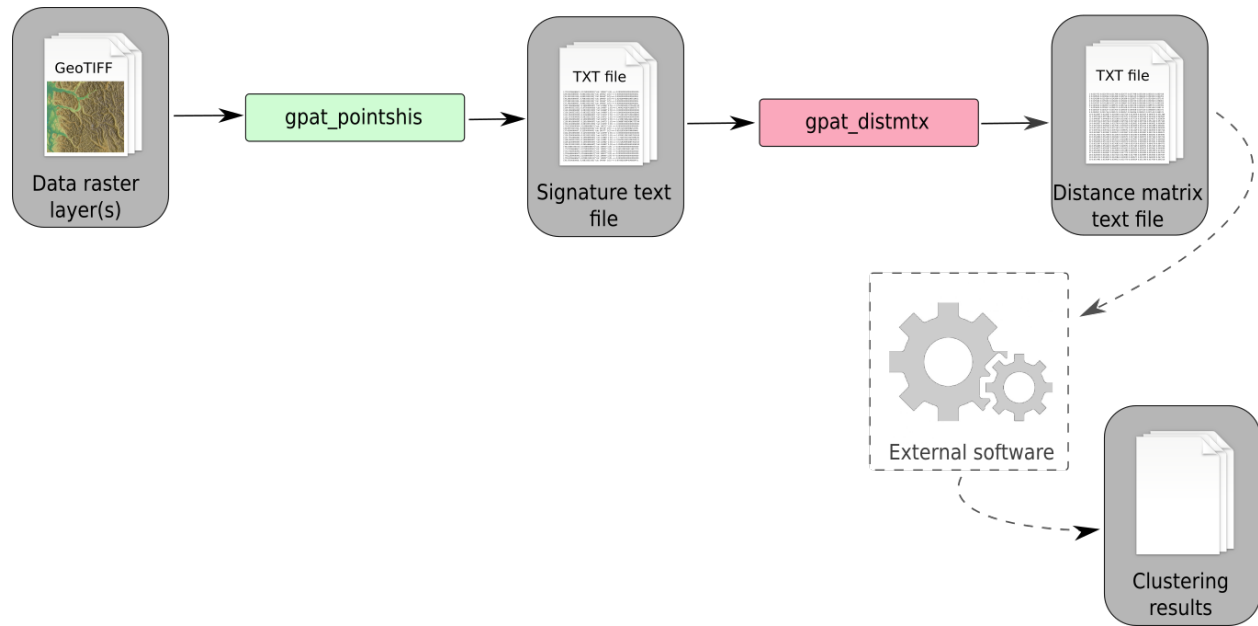 GeoTIFF
Data raster
layer(s)
gpat_pointshis
TXT file
Signature text
file
gpat_distmtx
TXT file
Distance matrix
text file
External software
Clustering
results